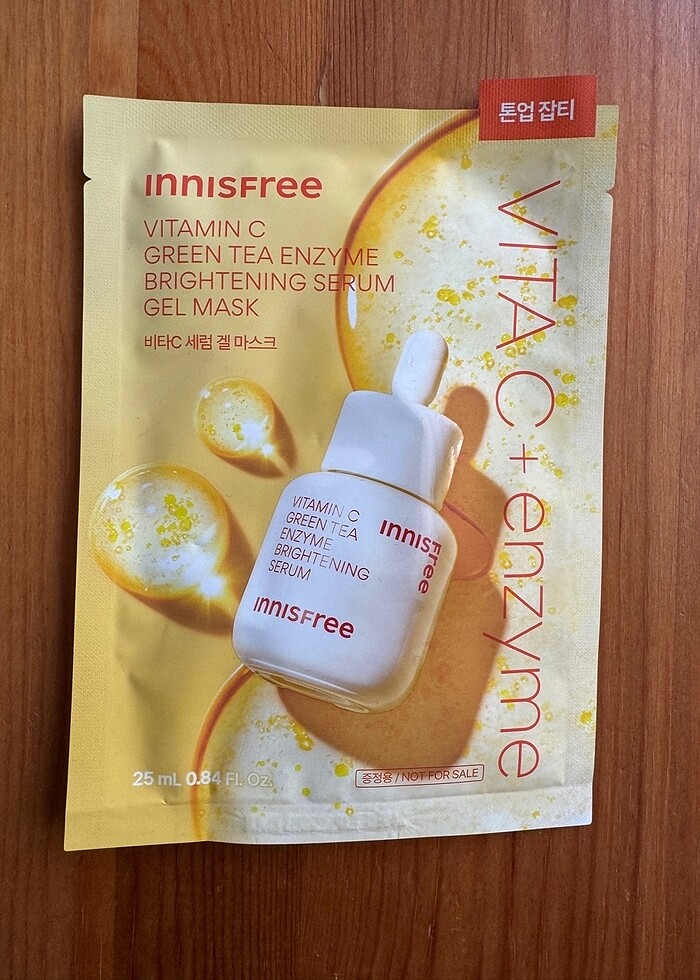 톤업 잡티
innisfree
VITAMIN C
GREEN TEA ENZYME
BRIGHTENING SERUM
GEL MASK
비타C 세럼 겔 마스크
VITA C + enzyme
VITAMIN C
GREEN TEA
ENZYME
BRIGHTENING
SERUM
innisfree
innisfree
25 mL 0.84 Fl. Oz.
증정용 / NOT FOR SALE